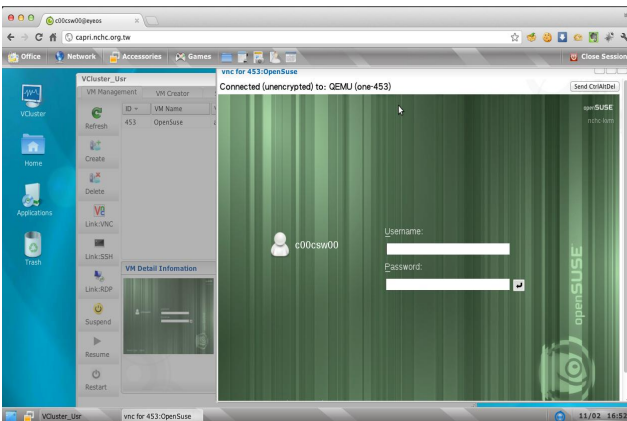 c00csw00@eyeos
capri.nchc.org.tw
Office
Network
Accessories
Games
Close Session
VCluster_Usr
VM Management
VM Creator
ID
VM Name
453
OpenSuse
Refresh
Create
Delete
Link:VNC
Link:SSH
Link:RDP
Suspend
Resume
Restart
VM Detail Infomation
VCluster
Home
Applications
Trash
vnc for 453:OpenSuse
Connected (unencrypted) to: QEMU (one-453)
Send CtrlAltDel
openSUSE
nchc-kvm
c00csw00
Username:
Password:
openSUSE
VCluster_Usr
vnc for 453:OpenSuse
11/02 16:52